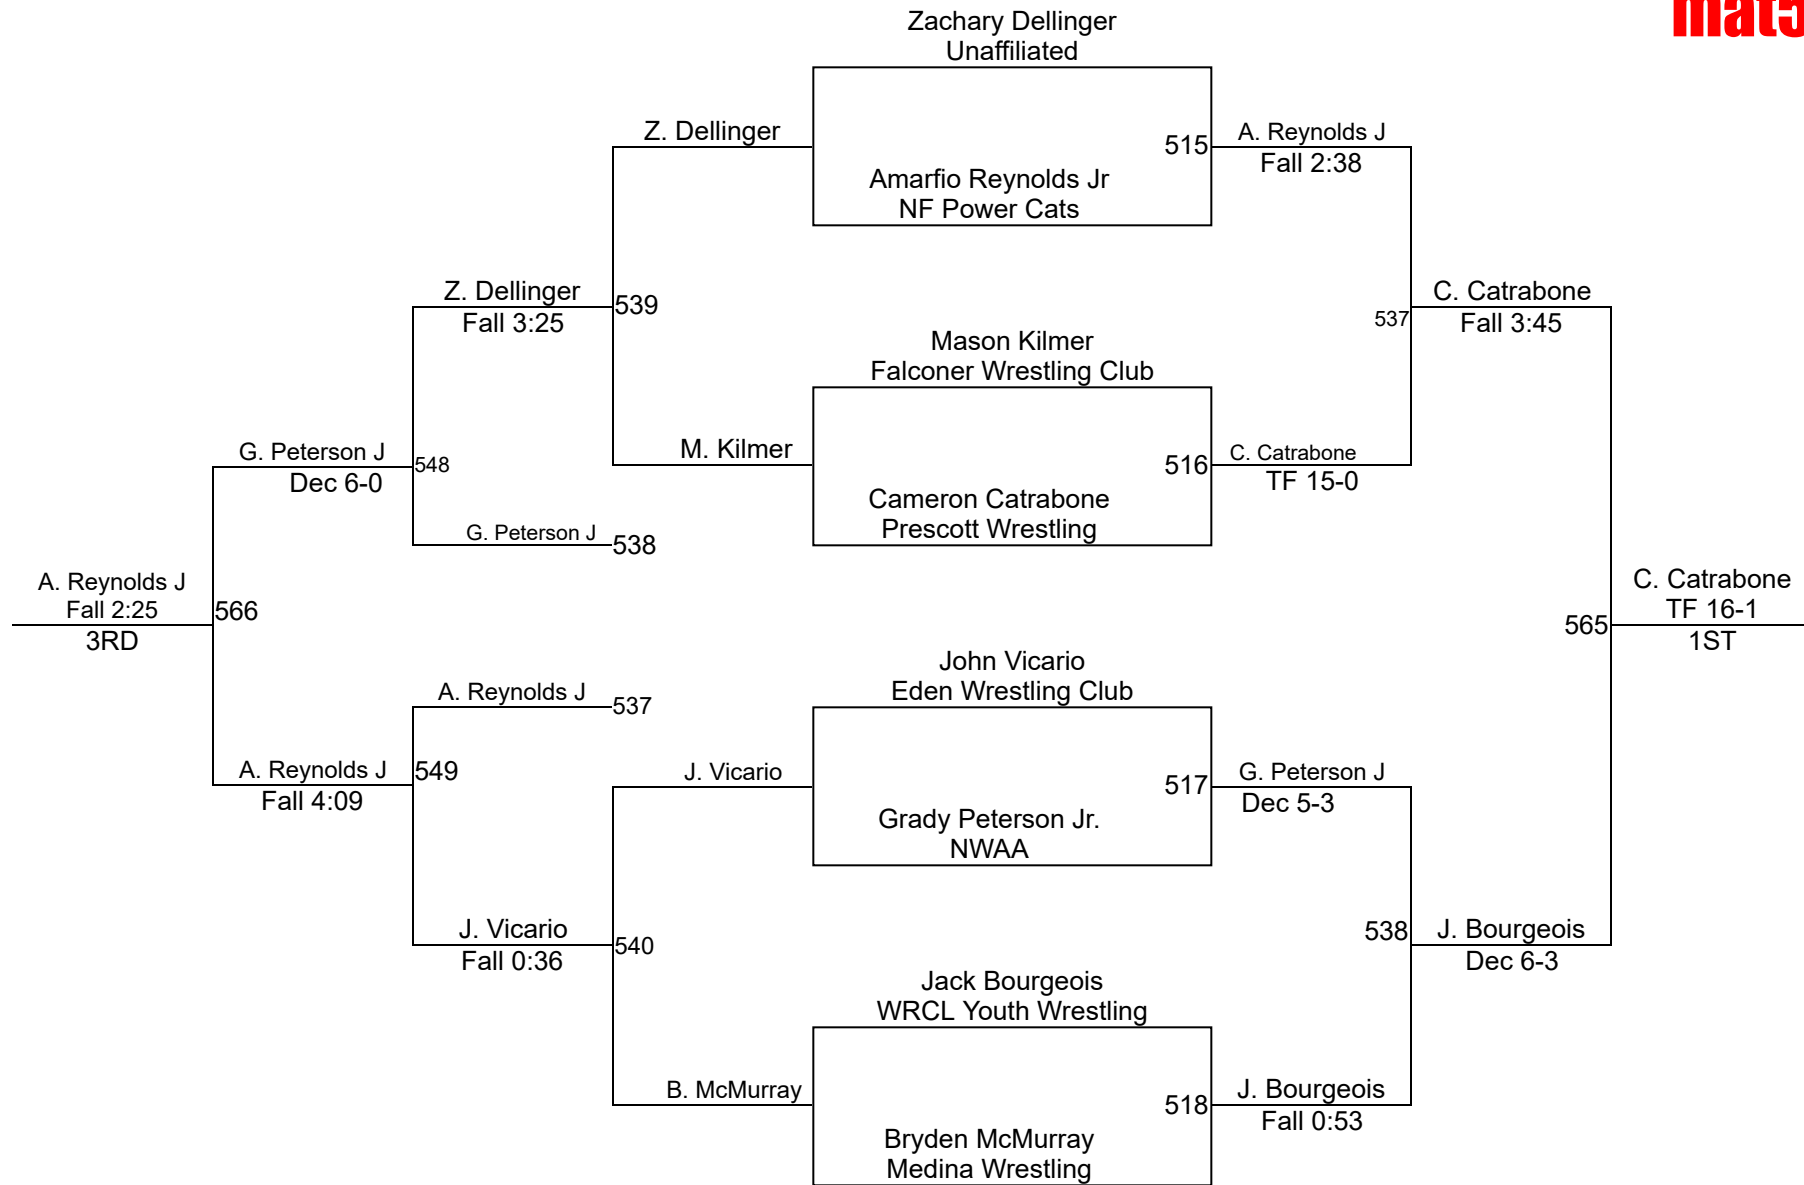 mat5
Zachary Dellinger
Unaffiliated
Z. Dellinger
515
A. Reynolds J
Fall 2:38
Amarfio Reynolds Jr
NF Power Cats
Z. Dellinger
Fall 3:25
539
537
C. Catrabone
Fall 3:45
Mason Kilmer
Falconer Wrestling Club
G. Peterson J
Dec 6-0
548
M. Kilmer
516
C. Catrabone
TF 15-0
Cameron Catrabone
Prescott Wrestling
G. Peterson J
538
A. Reynolds J
Fall 2:25
3RD
566
565
C. Catrabone
TF 16-1
1ST
John Vicario
Eden Wrestling Club
A. Reynolds J
537
A. Reynolds J
Fall 4:09
549
J. Vicario
517
G. Peterson J
Dec 5-3
Grady Peterson Jr.
NWAA
J. Vicario
Fall 0:36
540
538
J. Bourgeois
Dec 6-3
Jack Bourgeois
WRCL Youth Wrestling
B. McMurray
518
J. Bourgeois
Fall 0:53
Bryden McMurray
Medina Wrestling